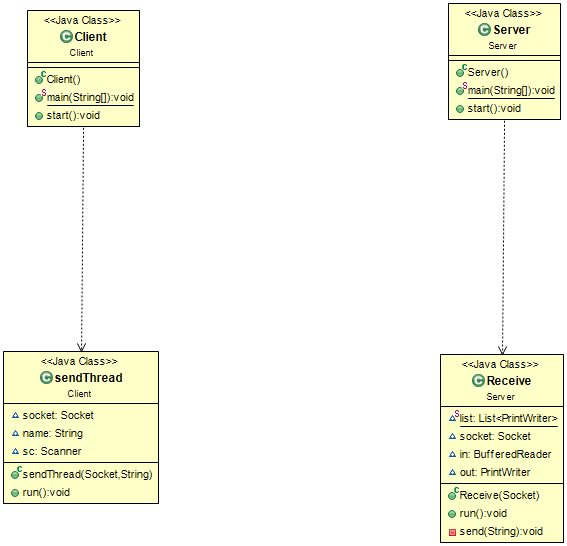 <<Java Class>>
Client
Client
Client()
main(String[]):void
start():void
<<Java Class>>
Server
Server
Server()
main(String[]):void
start():void
<<Java Class>>
sendThread
Client
socket: Socket
name: String
sc: Scanner
sendThread(Socket,String)
run():void
<<Java Class>>
Receive
Server
list: List<PrintWriter>
socket: Socket
in: BufferedReader
out: PrintWriter
Receive(Socket)
run():void
send(String):void